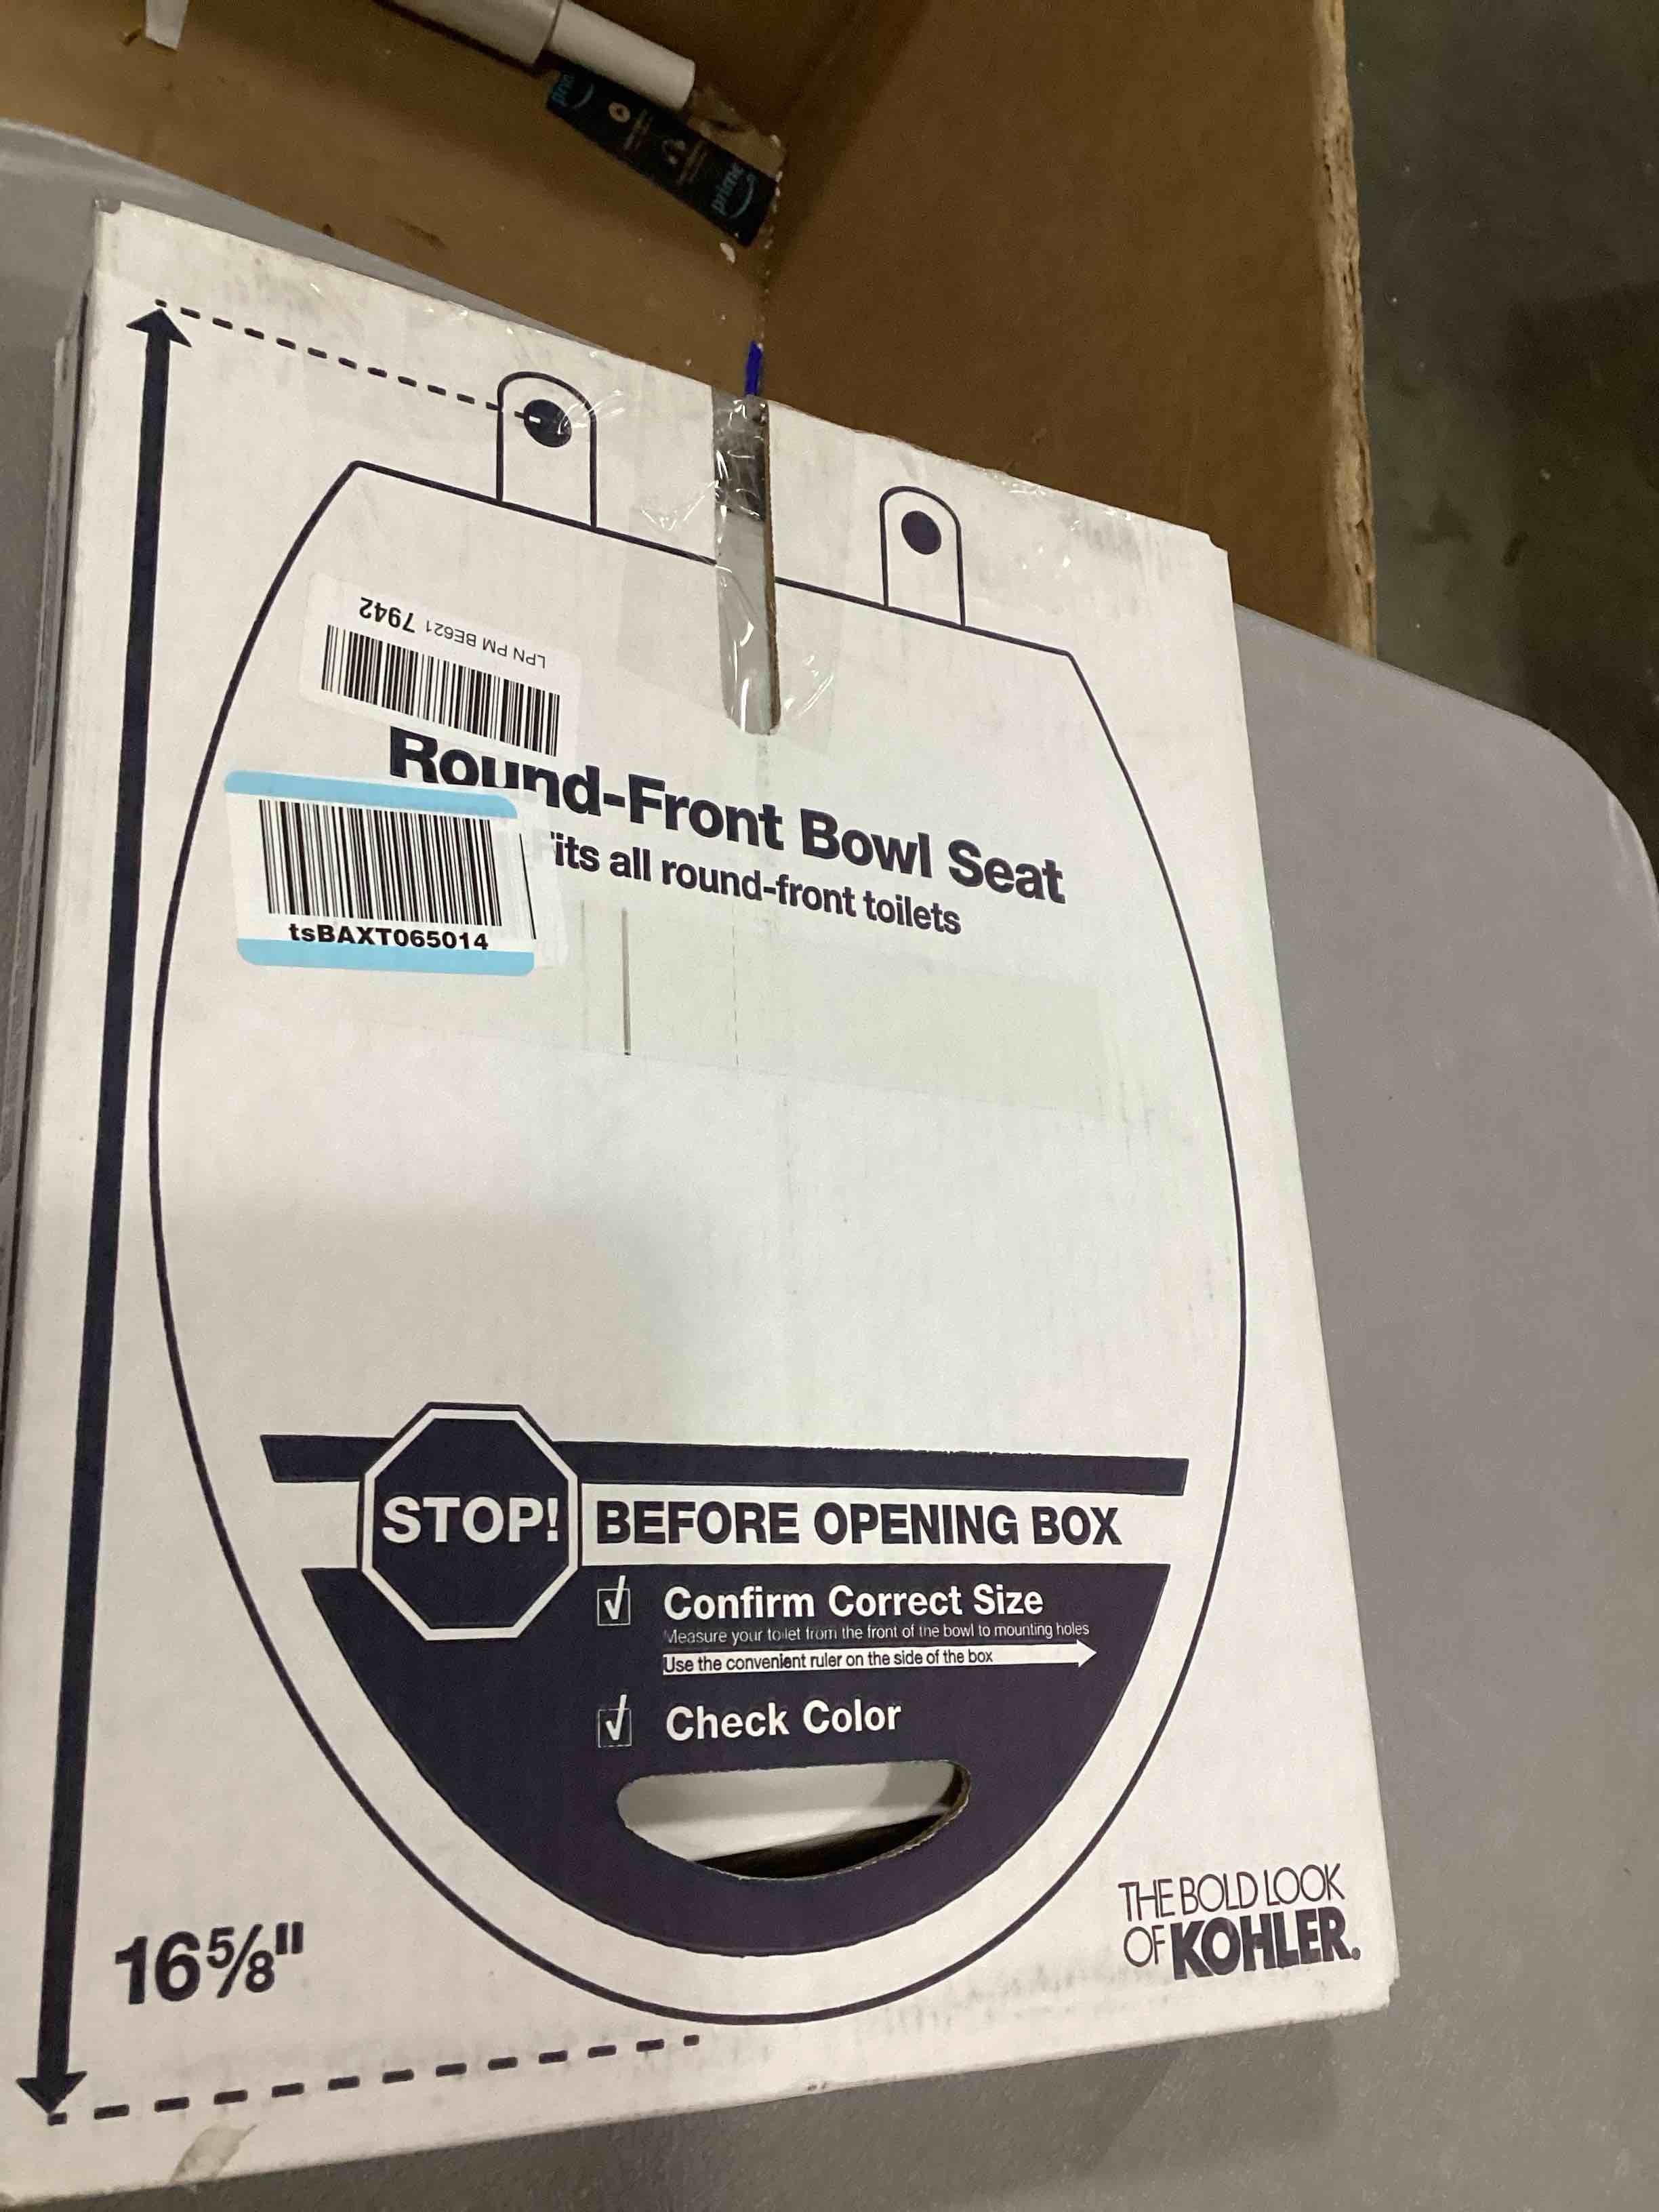 prime
prime
LPN PM BE621 7942
Round-Front Bowl Seat
its all round-front toilets
tsBAXT065014
STOP! BEFORE OPENING BOX
Confirm Correct Size
Measure your toilet from the front of the bowl to mounting holes
Use the convenient ruler on the side of the box
Check Color
16⅝"
THE BOLD LOOK
OF KOHLER.